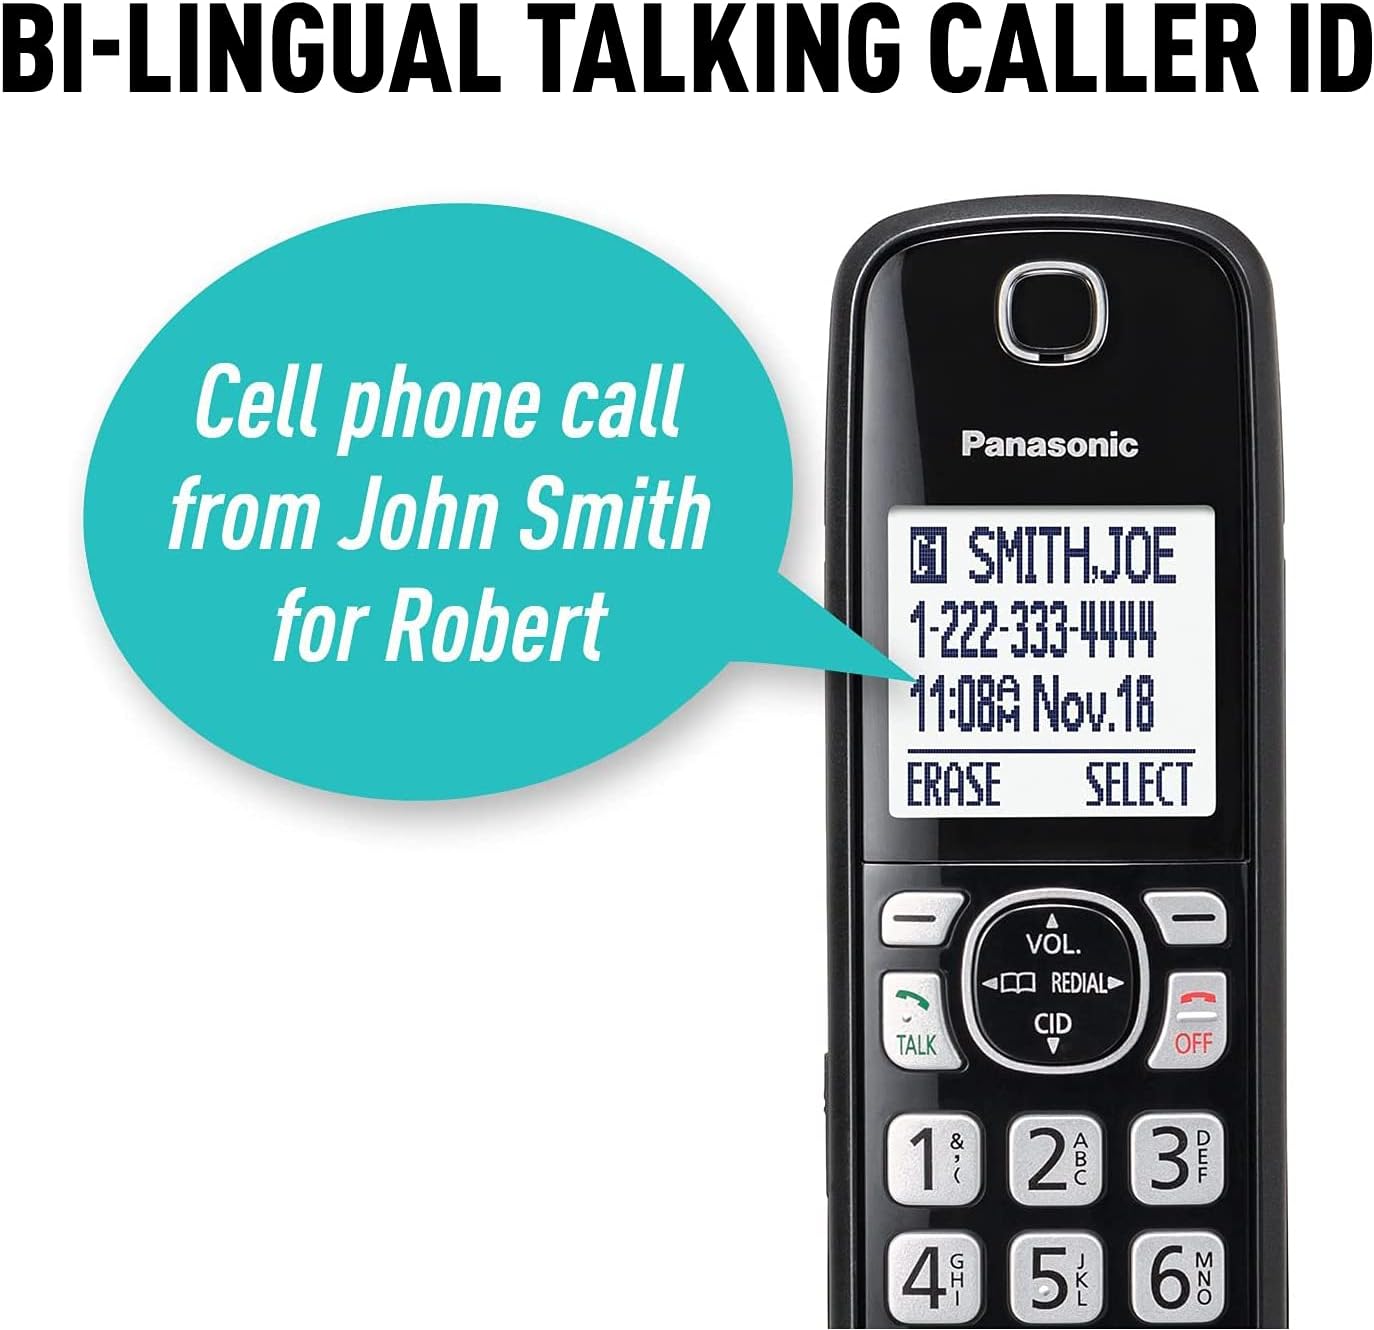 BI-LINGUAL TALKING CALLER ID
Cell phone call
from John Smith
for Robert
Panasonic
SMITH,JOE
1-222-333-4444
11:08AM Nov.18
ERASE SELECT
VOL.
REDIAL
CID
TALK
OFF
1 & ' (
2 ABC
3 DEF
4 GHI
5 JKL
6 MNO